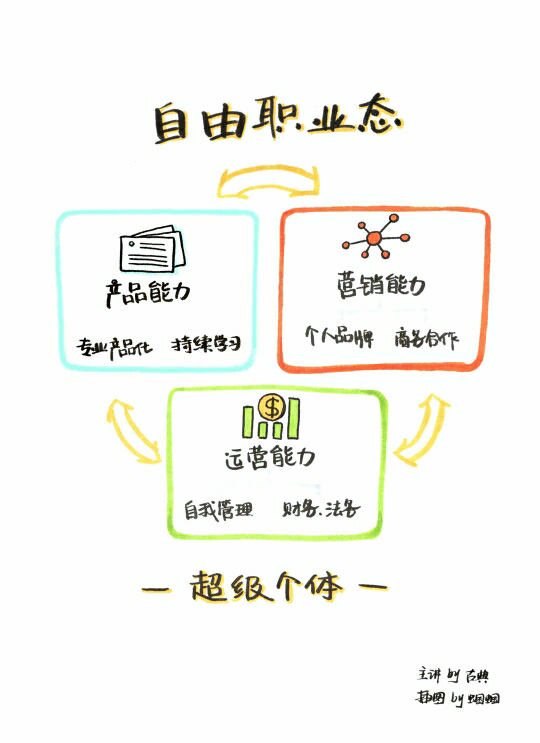 自由职业态
产品能力
专业产品化 持续学习
营销能力
个人品牌 商务合作
$
运营能力
自我管理 财务、法务
— 超级个体 —
主讲 by 古典
插图 by 蝈蝈